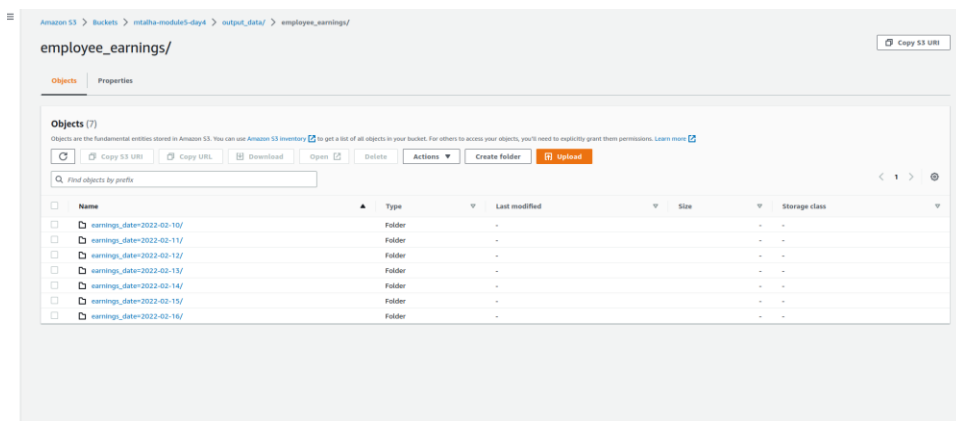 Amazon S3 > Buckets > mtalha-module5-day4 > output_data/ > employee_earnings/
employee_earnings/
Copy S3 URI
Objects Properties
Objects (7)
Objects are the fundamental entities stored in Amazon S3. You can use Amazon S3 inventory to get a list of all objects in your bucket. For others to access your objects, you'll need to explicitly grant them permissions. Learn more
Copy S3 URI Copy URL Download Open Delete Actions ▼ Create folder Upload
Find objects by prefix
< 1 >
Name Type Last modified Size Storage class
earnings_date=2022-02-10/ Folder - - -
earnings_date=2022-02-11/ Folder - - -
earnings_date=2022-02-12/ Folder - - -
earnings_date=2022-02-13/ Folder - - -
earnings_date=2022-02-14/ Folder - - -
earnings_date=2022-02-15/ Folder - - -
earnings_date=2022-02-16/ Folder - - -